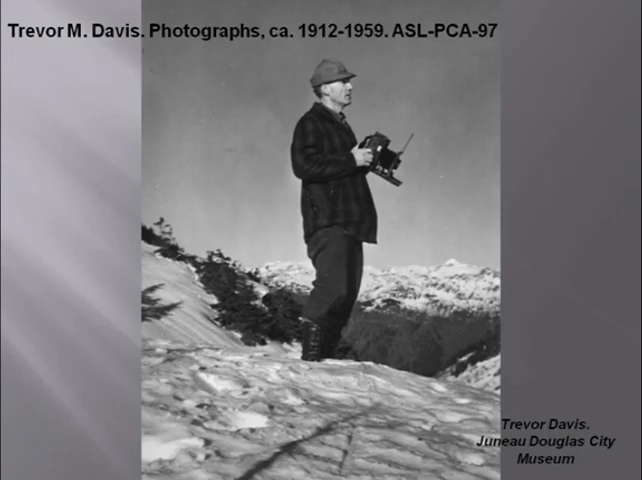 Trevor M. Davis. Photographs, ca. 1912-1959. ASL-PCA-97
Trevor Davis.
Juneau Douglas City
Museum